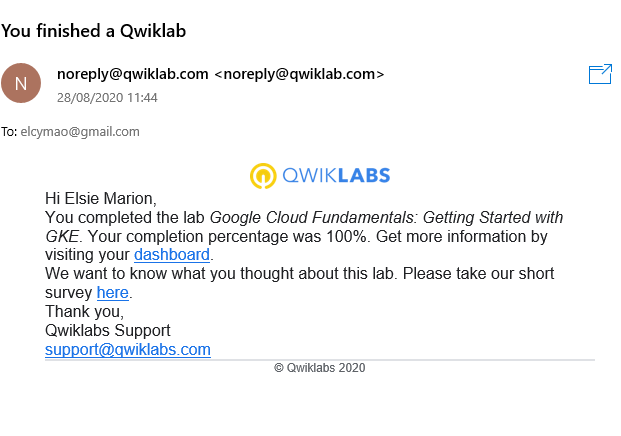 You finished a Qwiklab
N
noreply@qwiklab.com <noreply@qwiklab.com>
28/08/2020 11:44
To: elcymao@gmail.com
QWIKLABS
Hi Elsie Marion,
You completed the lab Google Cloud Fundamentals: Getting Started with
GKE. Your completion percentage was 100%. Get more information by
visiting your dashboard.
We want to know what you thought about this lab. Please take our short
survey here.
Thank you,
Qwiklabs Support
support@qwiklabs.com
© Qwiklabs 2020